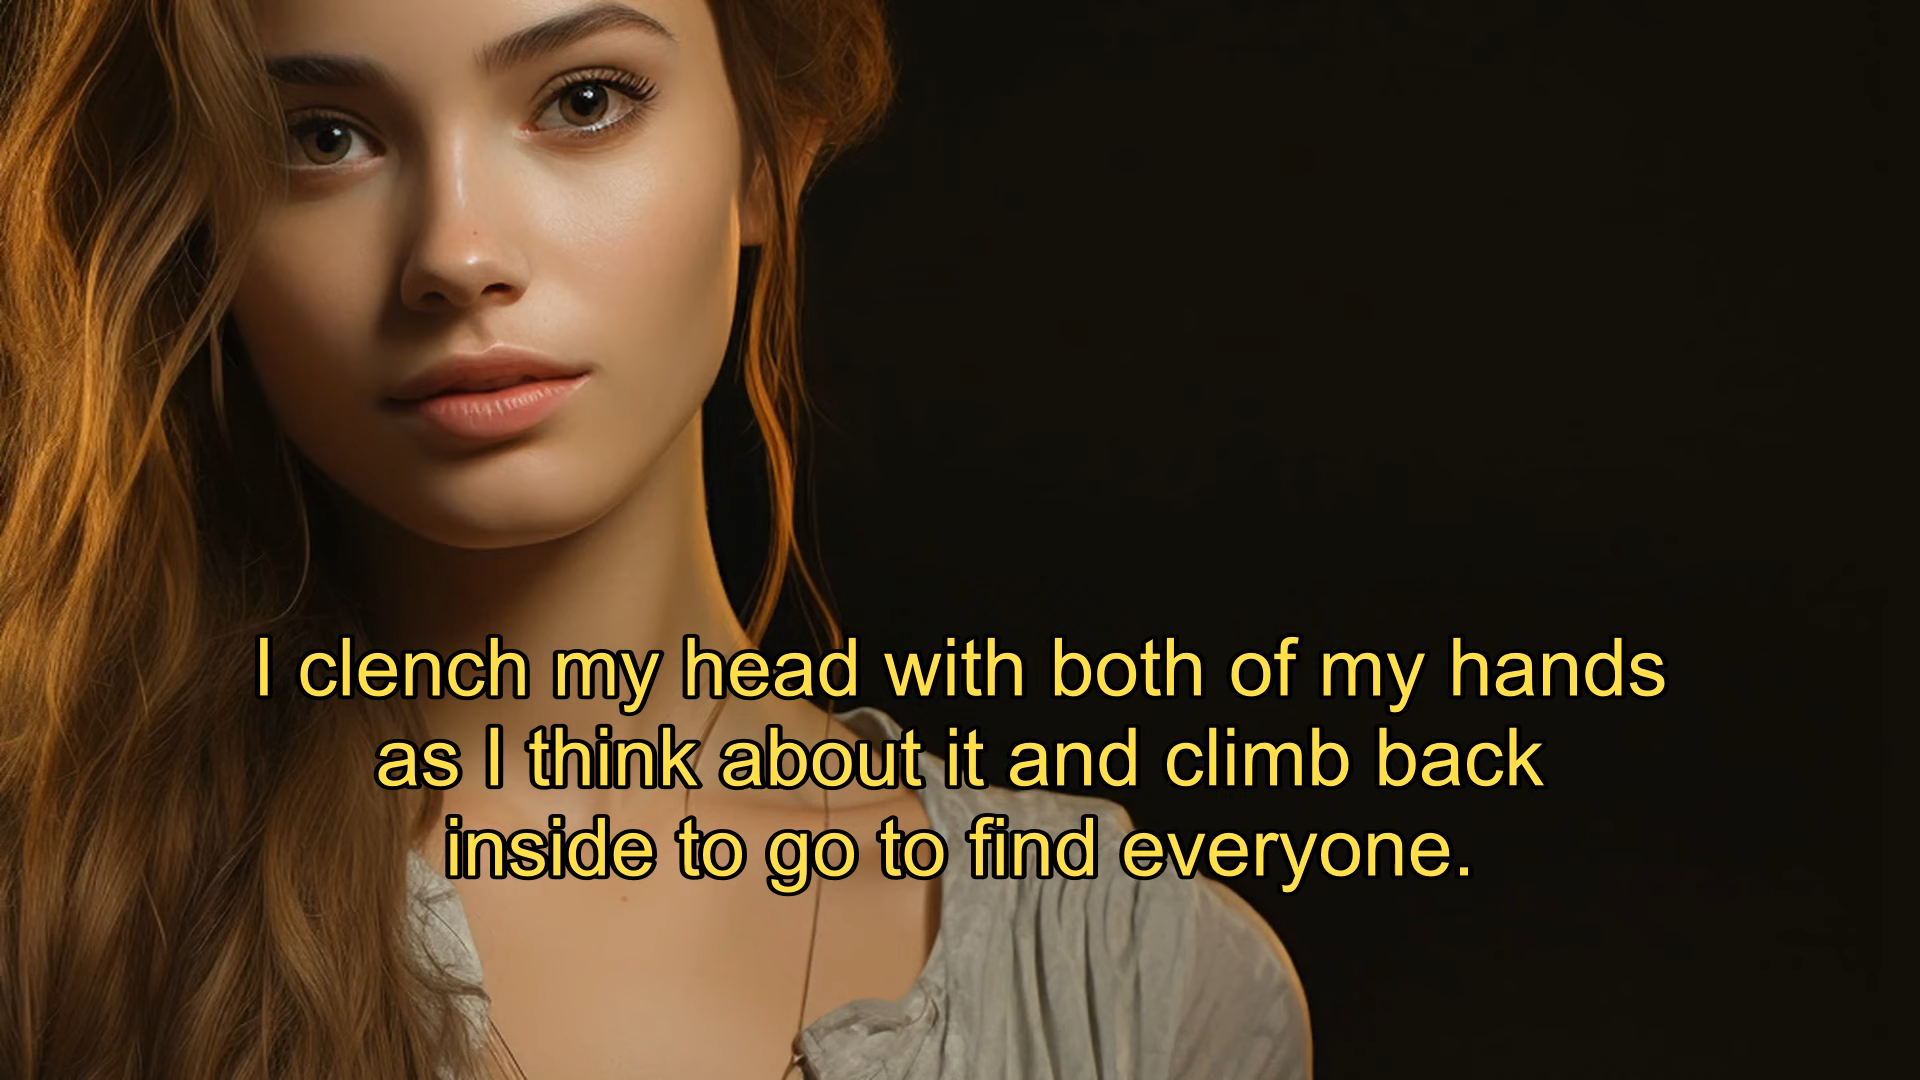 I clench my head with both of my hands
as I think about it and climb back
inside to go to find everyone.